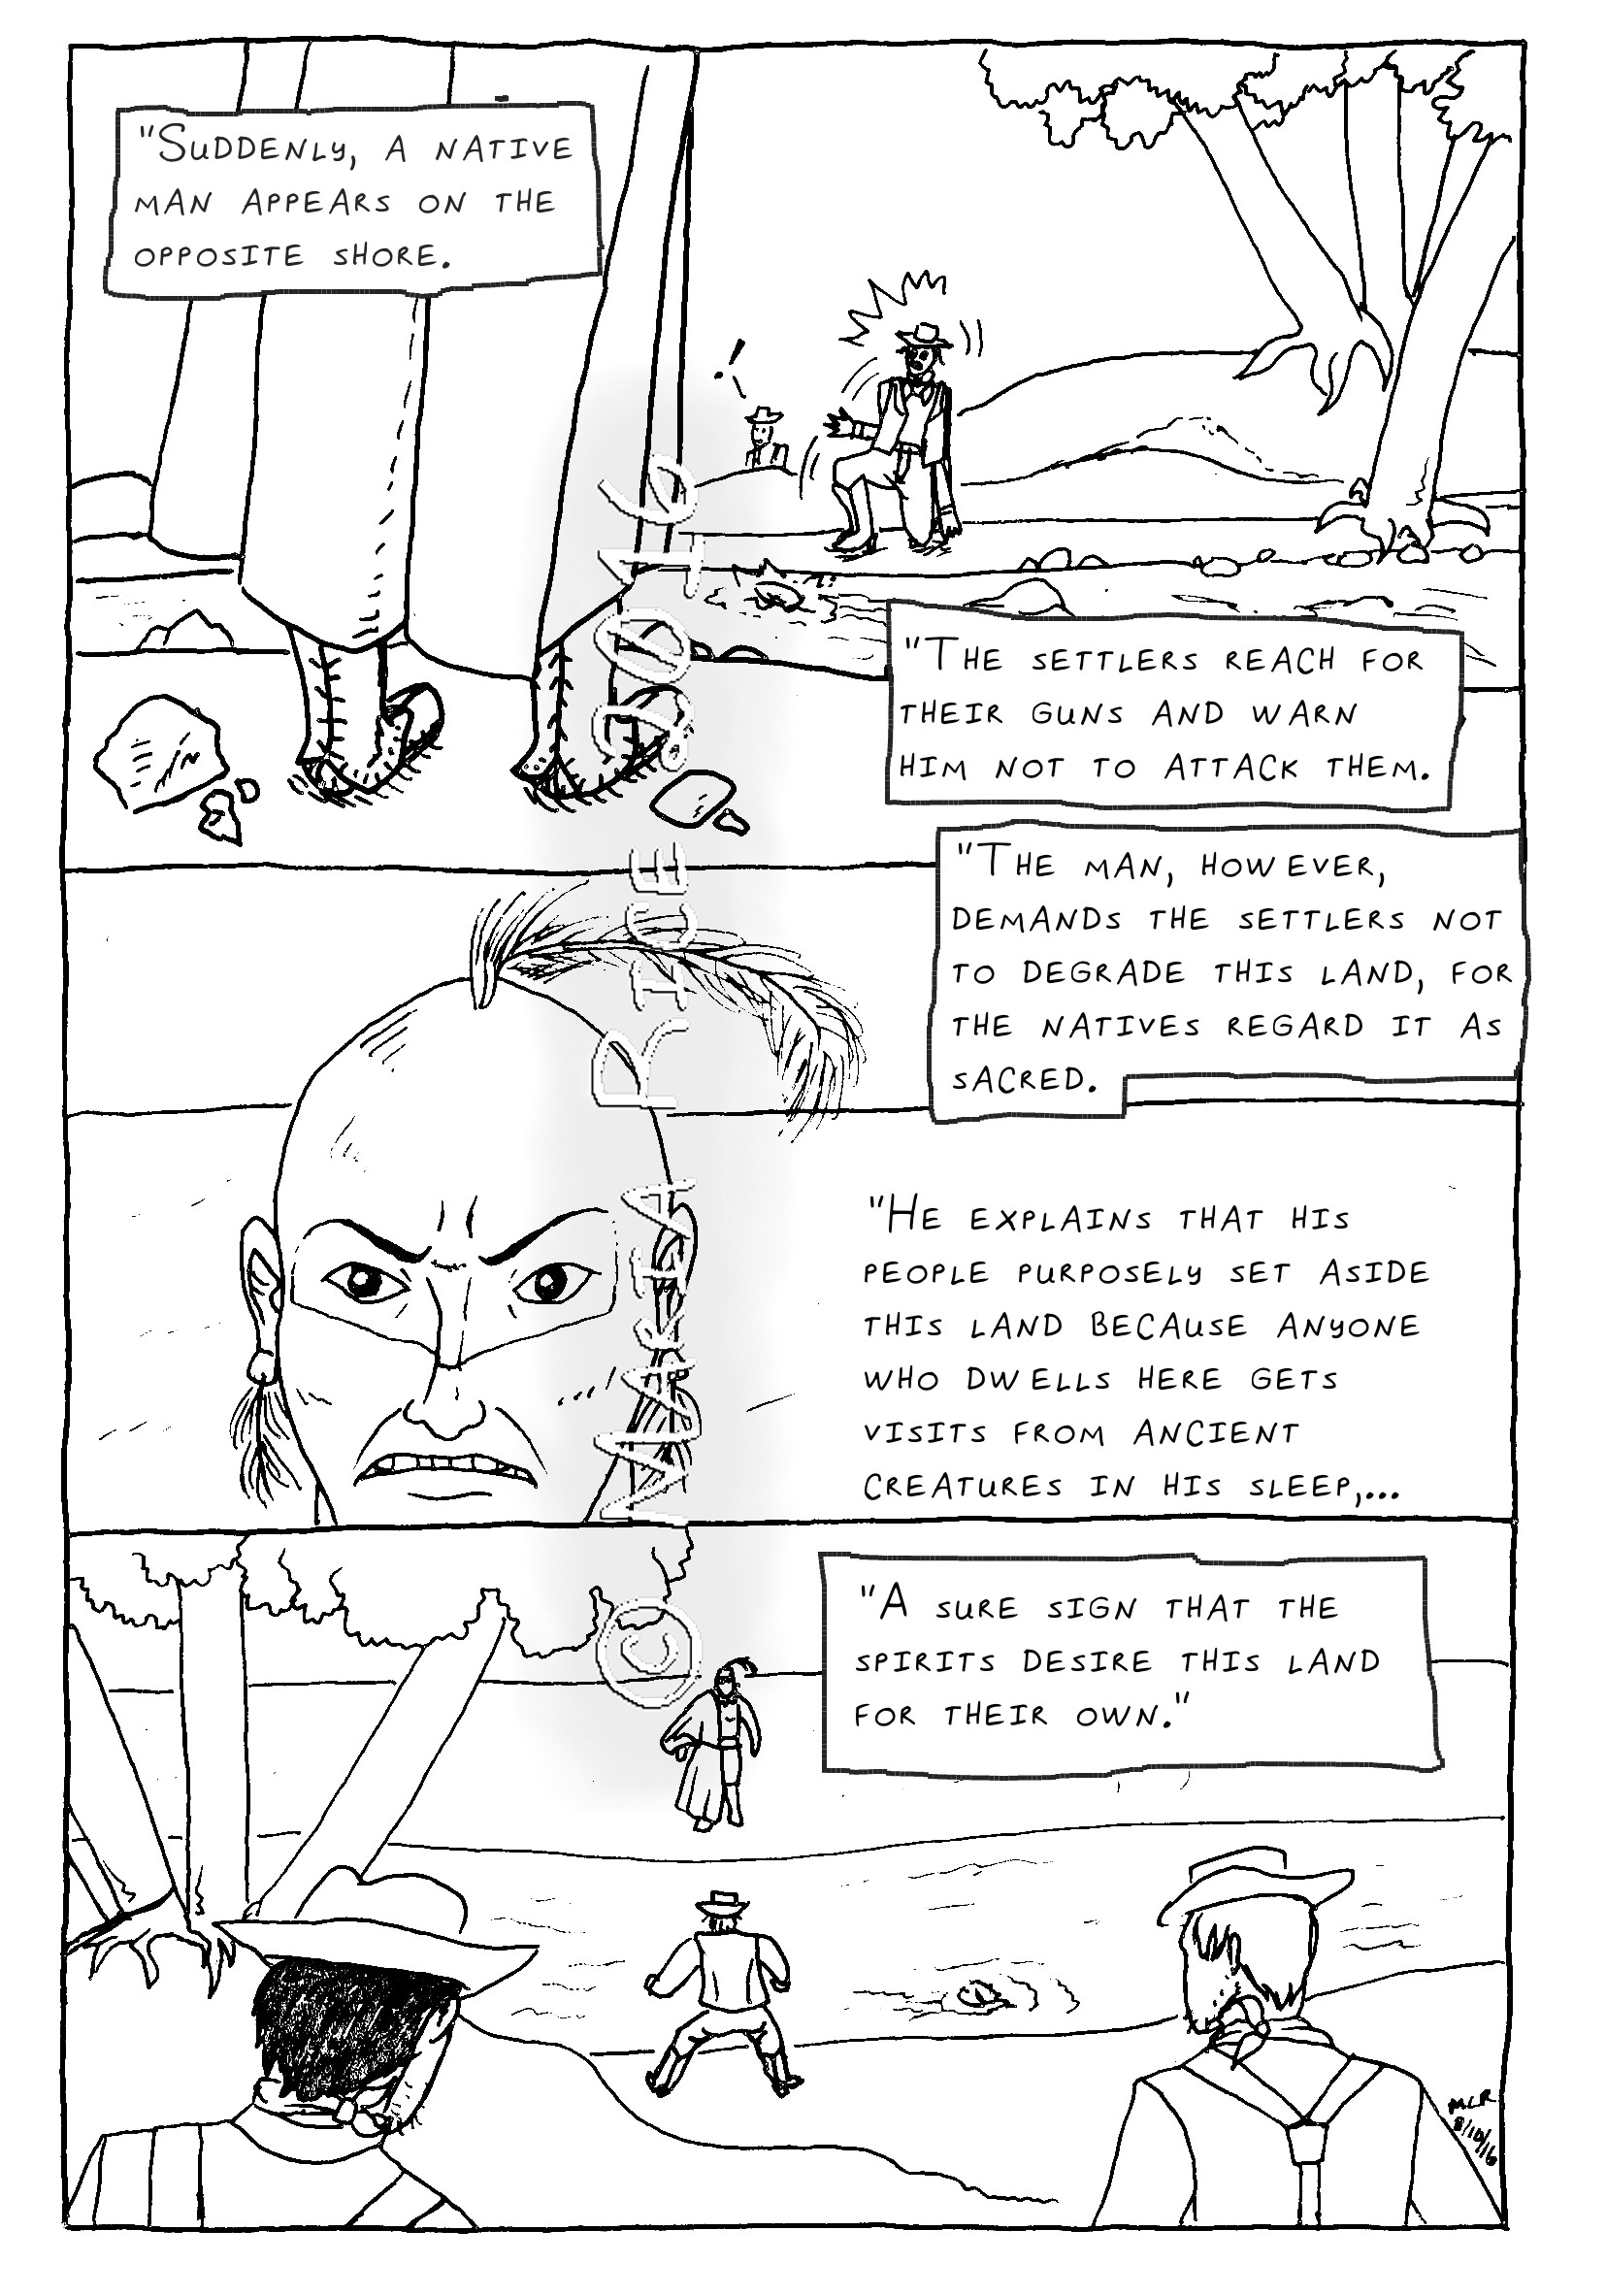 "Suddenly, a native
man appears on the
opposite shore.
!
"The settlers reach for
their guns and warn
him not to attack them.
"The man, however,
demands the settlers not
to degrade this land, for
the natives regard it as
sacred.
"He explains that his
people purposely set aside
this land because anyone
who dwells here gets
visits from ancient
creatures in his sleep,...
"A sure sign that the
spirits desire this land
for their own."
© Makita Rice 2016
MCR
8/10/16